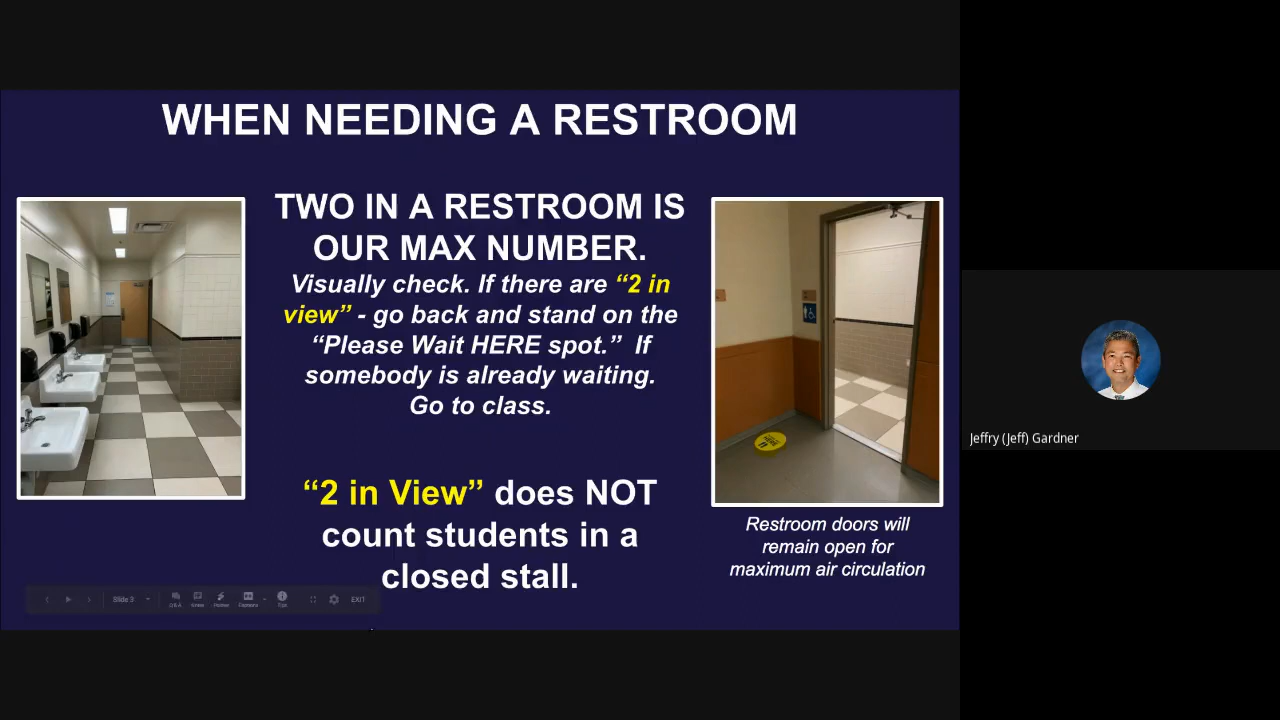 WHEN NEEDING A RESTROOM
TWO IN A RESTROOM IS
OUR MAX NUMBER.
Visually check. If there are “2 in
view” - go back and stand on the
“Please Wait HERE spot.” If
somebody is already waiting.
Go to class.
“2 in View” does NOT
count students in a
closed stall.
Restroom doors will
remain open for
maximum air circulation
Slide 3
EXIT
Jeffry (Jeff) Gardner